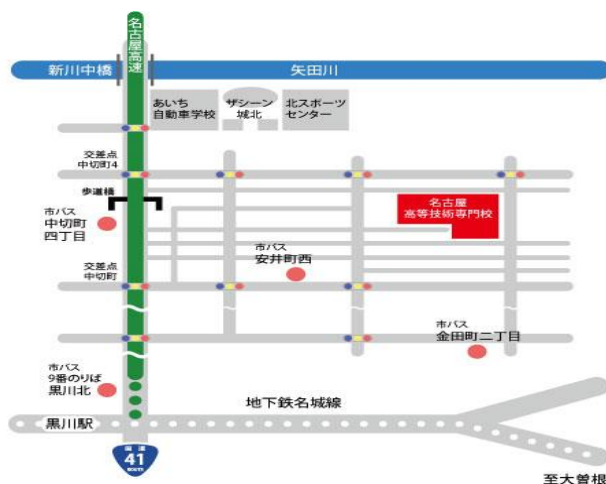 名古屋高速
新川中橋
矢田川
あいち
自動車学校
ザシーン
城北
北スポーツ
センター
交差点
中切町4
歩道橋
名古屋
高等技術専門校
市バス
中切町
四丁目
市バス
安井町西
交差点
中切町
市バス
金田町二丁目
市バス
9番のりば
黒川北
地下鉄名城線
黒川駅
国道
41
ROUTE
至大曽根